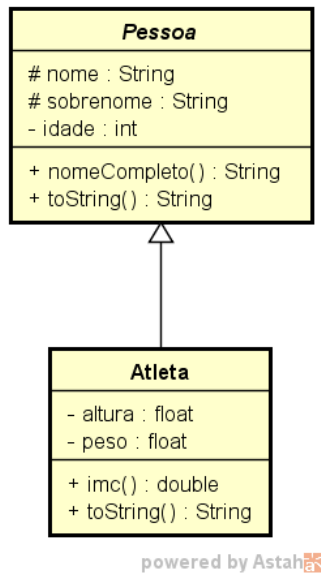 Pessoa
# nome : String
# sobrenome : String
- idade : int
+ nomeCompleto() : String
+ toString() : String
Atleta
- altura : float
- peso : float
+ imc() : double
+ toString() : String
powered by Astah